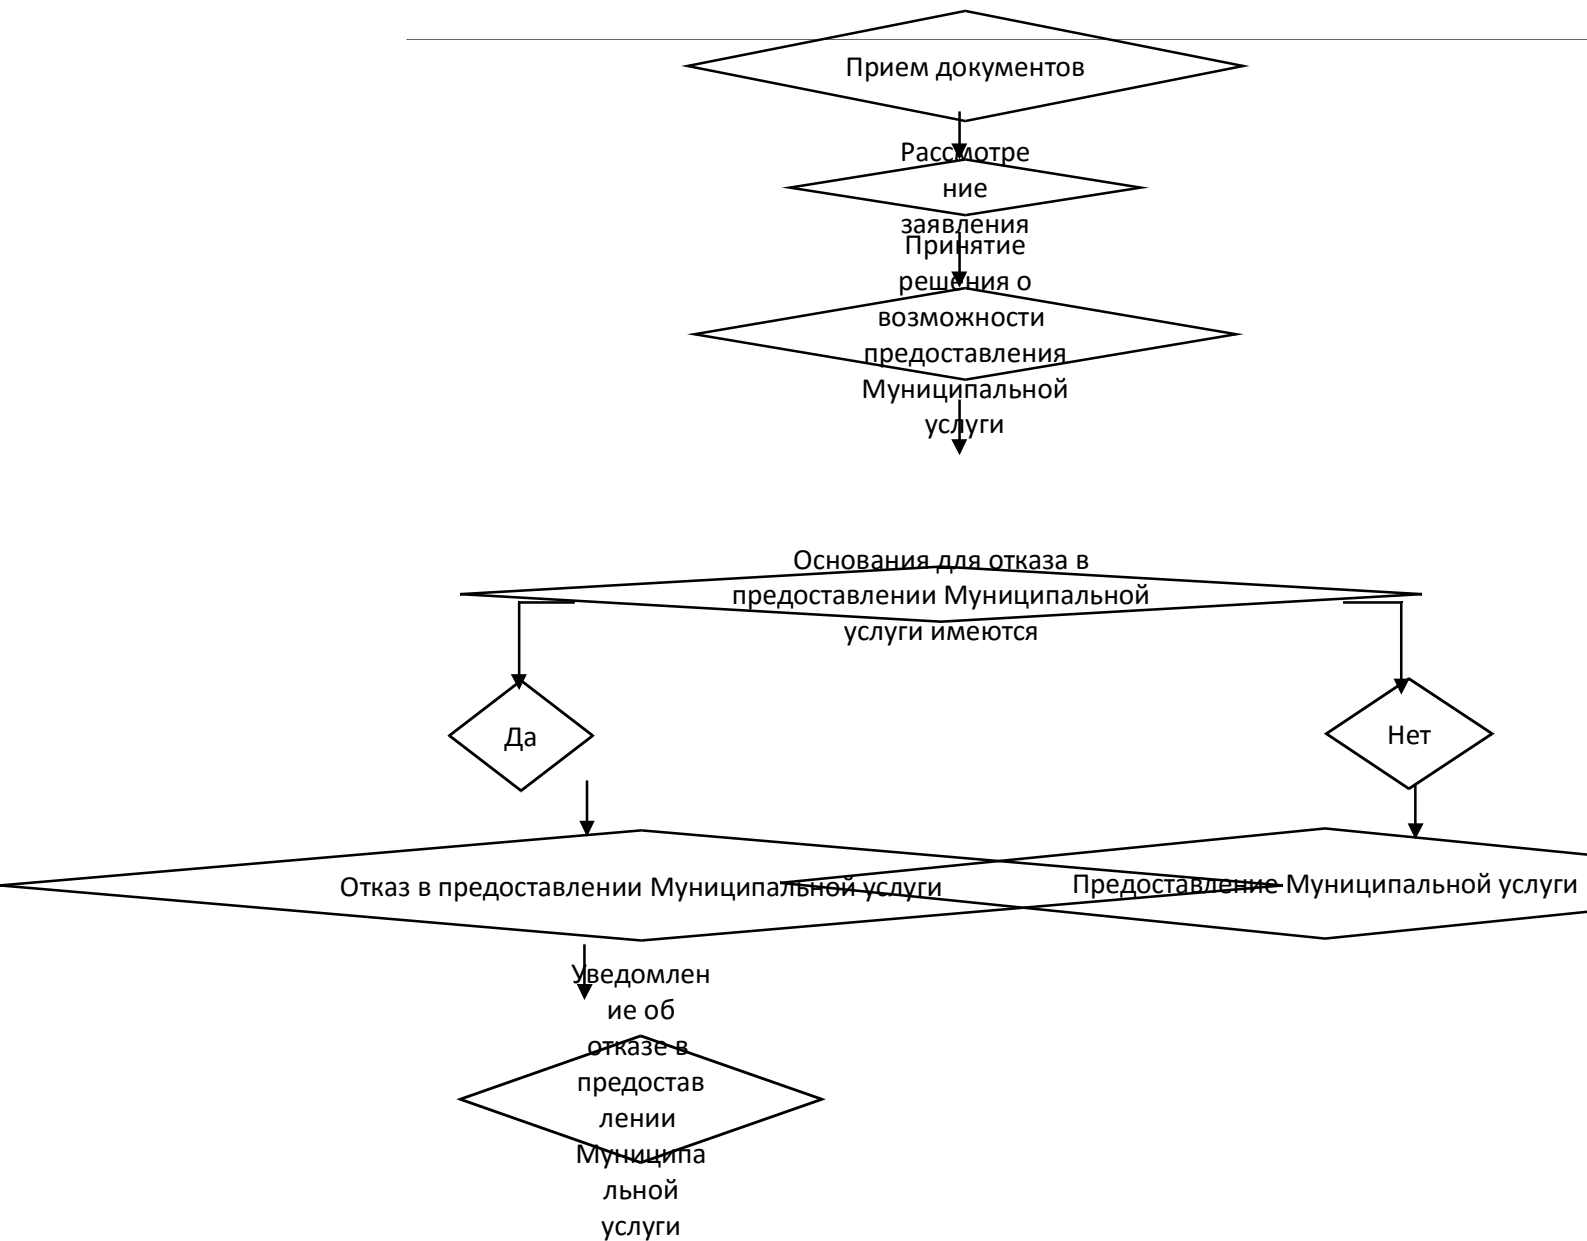 Прием документов
Рассмотре
ние
заявления
Принятие
решения о
возможности
предоставления
Муниципальной
услуги
Основания для отказа в
предоставлении Муниципальной
услуги имеются
Да
Нет
Отказ в предоставлении Муниципальной услуги
Предоставление Муниципальной услуги
Уведомлен
ие об
отказе в
предостав
лении
Муниципа
льной
услуги